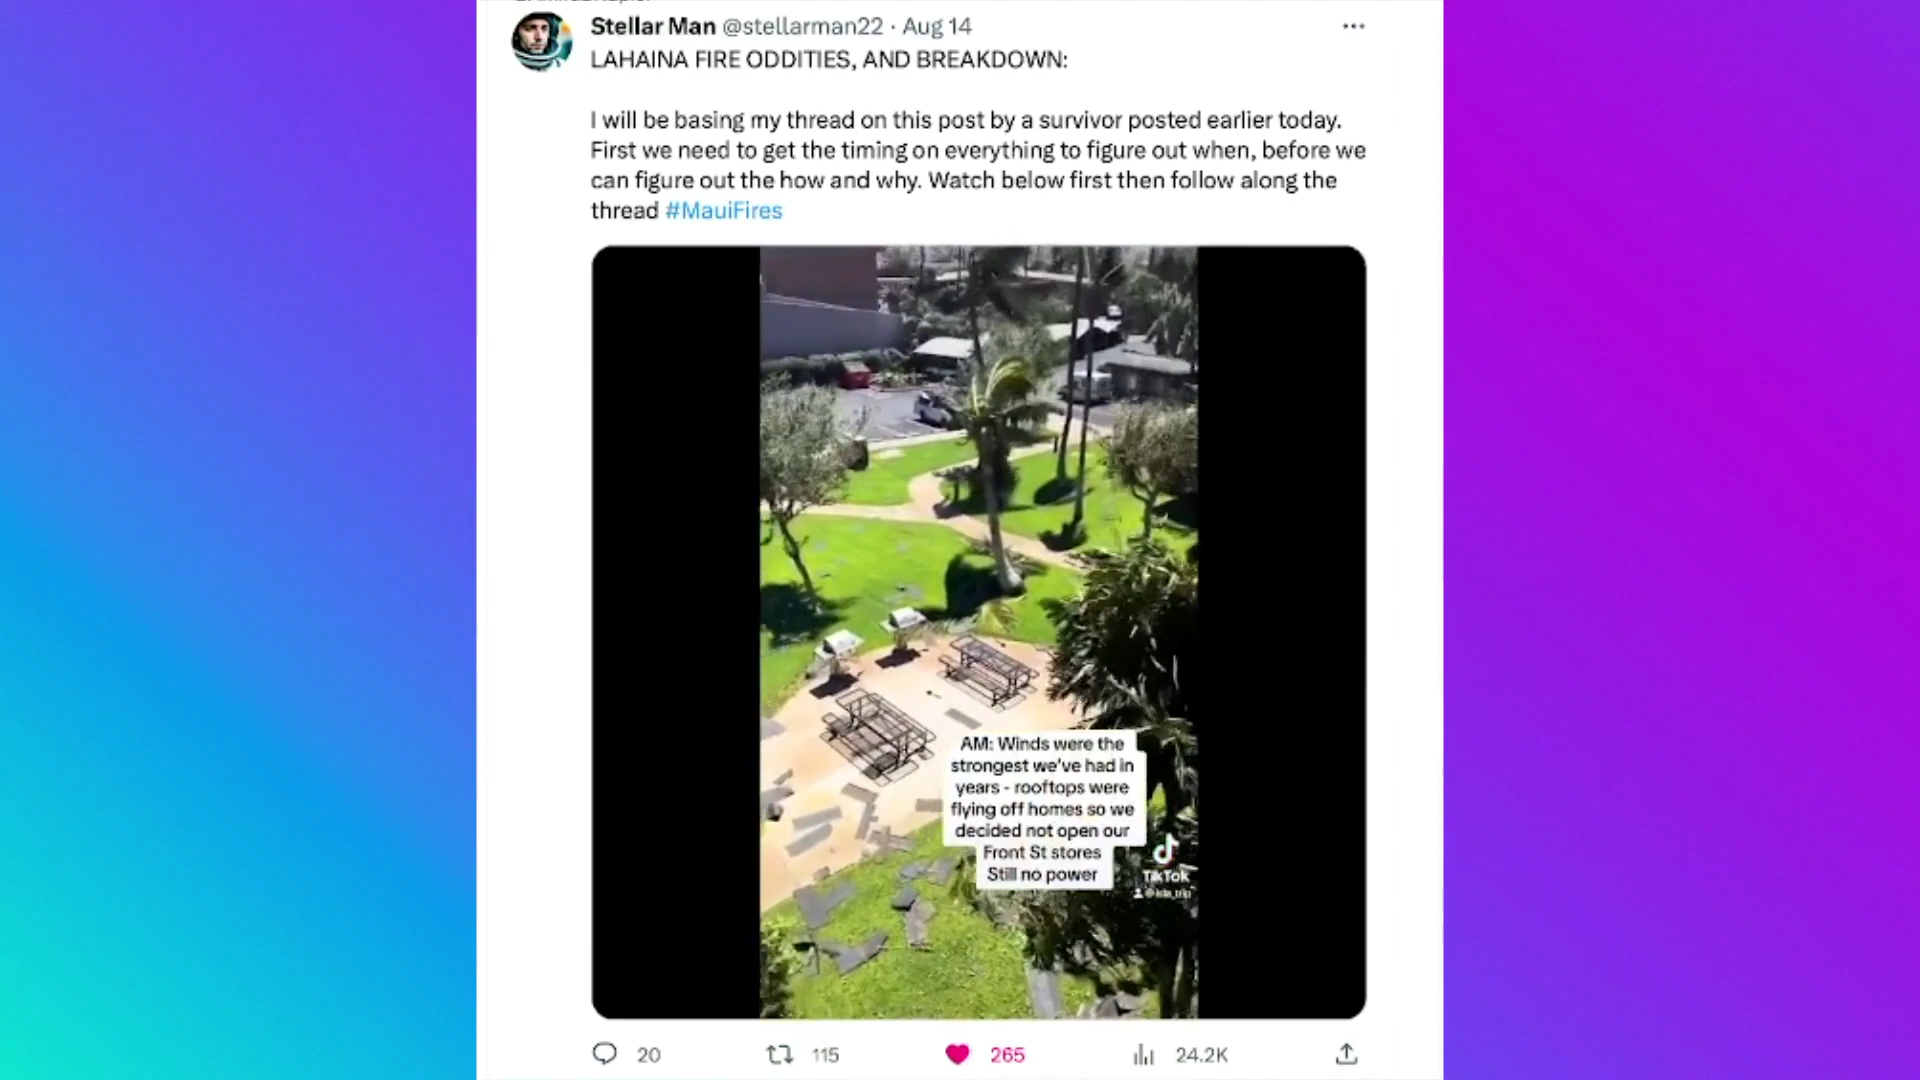 Stellar Man @stellarman22 · Aug 14
LAHAINA FIRE ODDITIES, AND BREAKDOWN:
I will be basing my thread on this post by a survivor posted earlier today.
First we need to get the timing on everything to figure out when, before we
can figure out the how and why. Watch below first then follow along the
thread #MauiFires
AM: Winds were the
strongest we've had in
years - rooftops were
flying off homes so we
decided not open our
Front St stores
Still no power
TikTok
20
115
265
24.2K